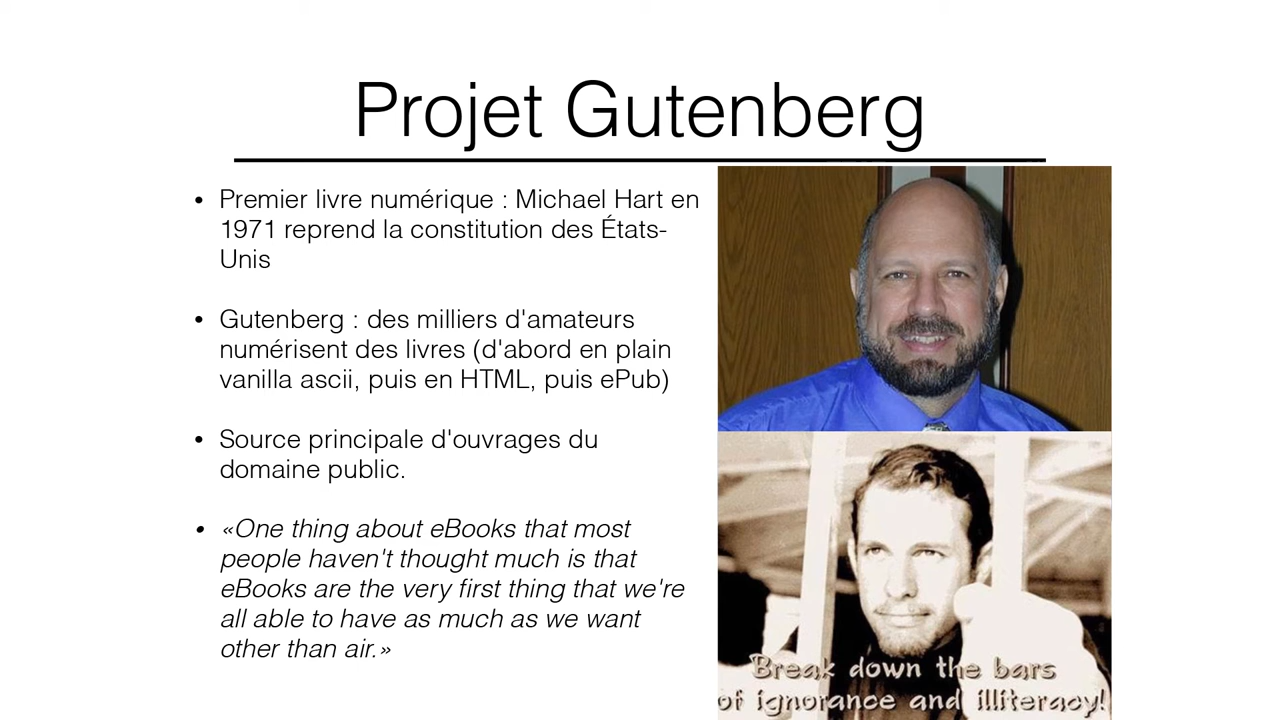 Projet Gutenberg
• Premier livre numérique : Michael Hart en
1971 reprend la constitution des États-
Unis
• Gutenberg : des milliers d'amateurs
numérisent des livres (d'abord en plain
vanilla ascii, puis en HTML, puis ePub)
• Source principale d'ouvrages du
domaine public.
• «One thing about eBooks that most
people haven't thought much is that
eBooks are the very first thing that we're
all able to have as much as we want
other than air.»
Break down the bars
of ignorance and illiteracy!